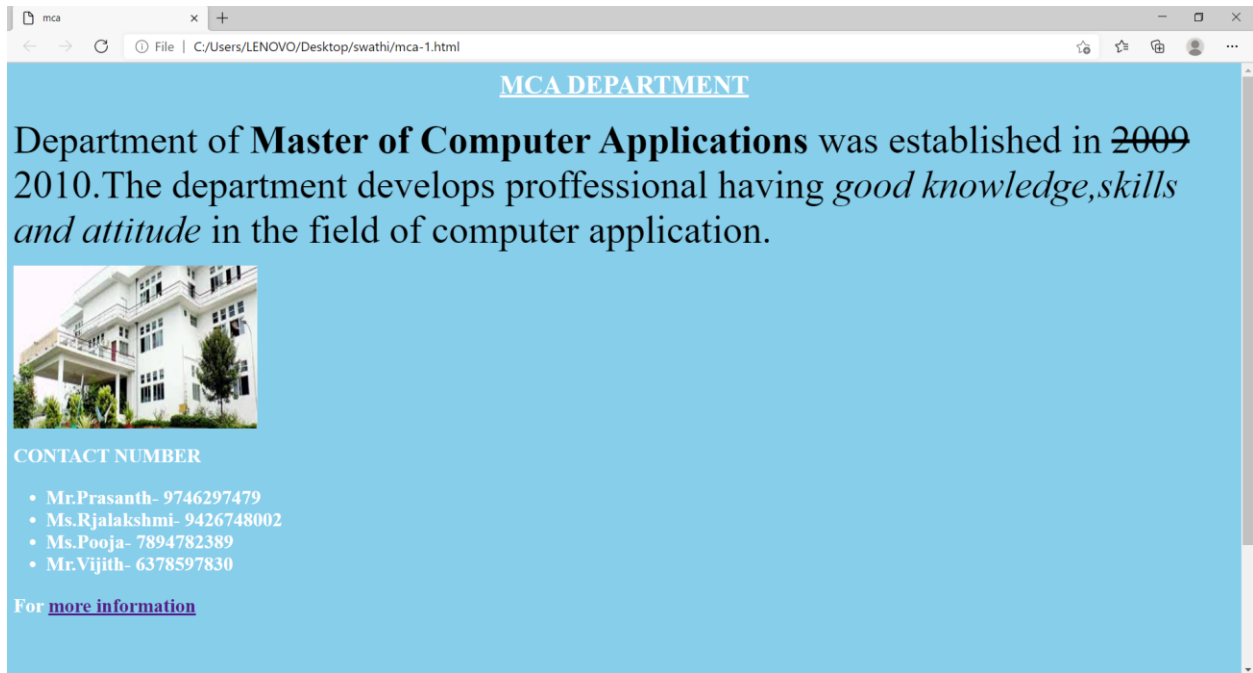 mca
File | C:/Users/LENOVO/Desktop/swathi/mca-1.html
MCA DEPARTMENT
Department of Master of Computer Applications was established in 2009
2010.The department develops proffessional having good knowledge,skills
and attitude in the field of computer application.
CONTACT NUMBER
• Mr.Prasanth- 9746297479
• Ms.Rjalakshmi- 9426748002
• Ms.Pooja- 7894782389
• Mr.Vijith- 6378597830
For more information